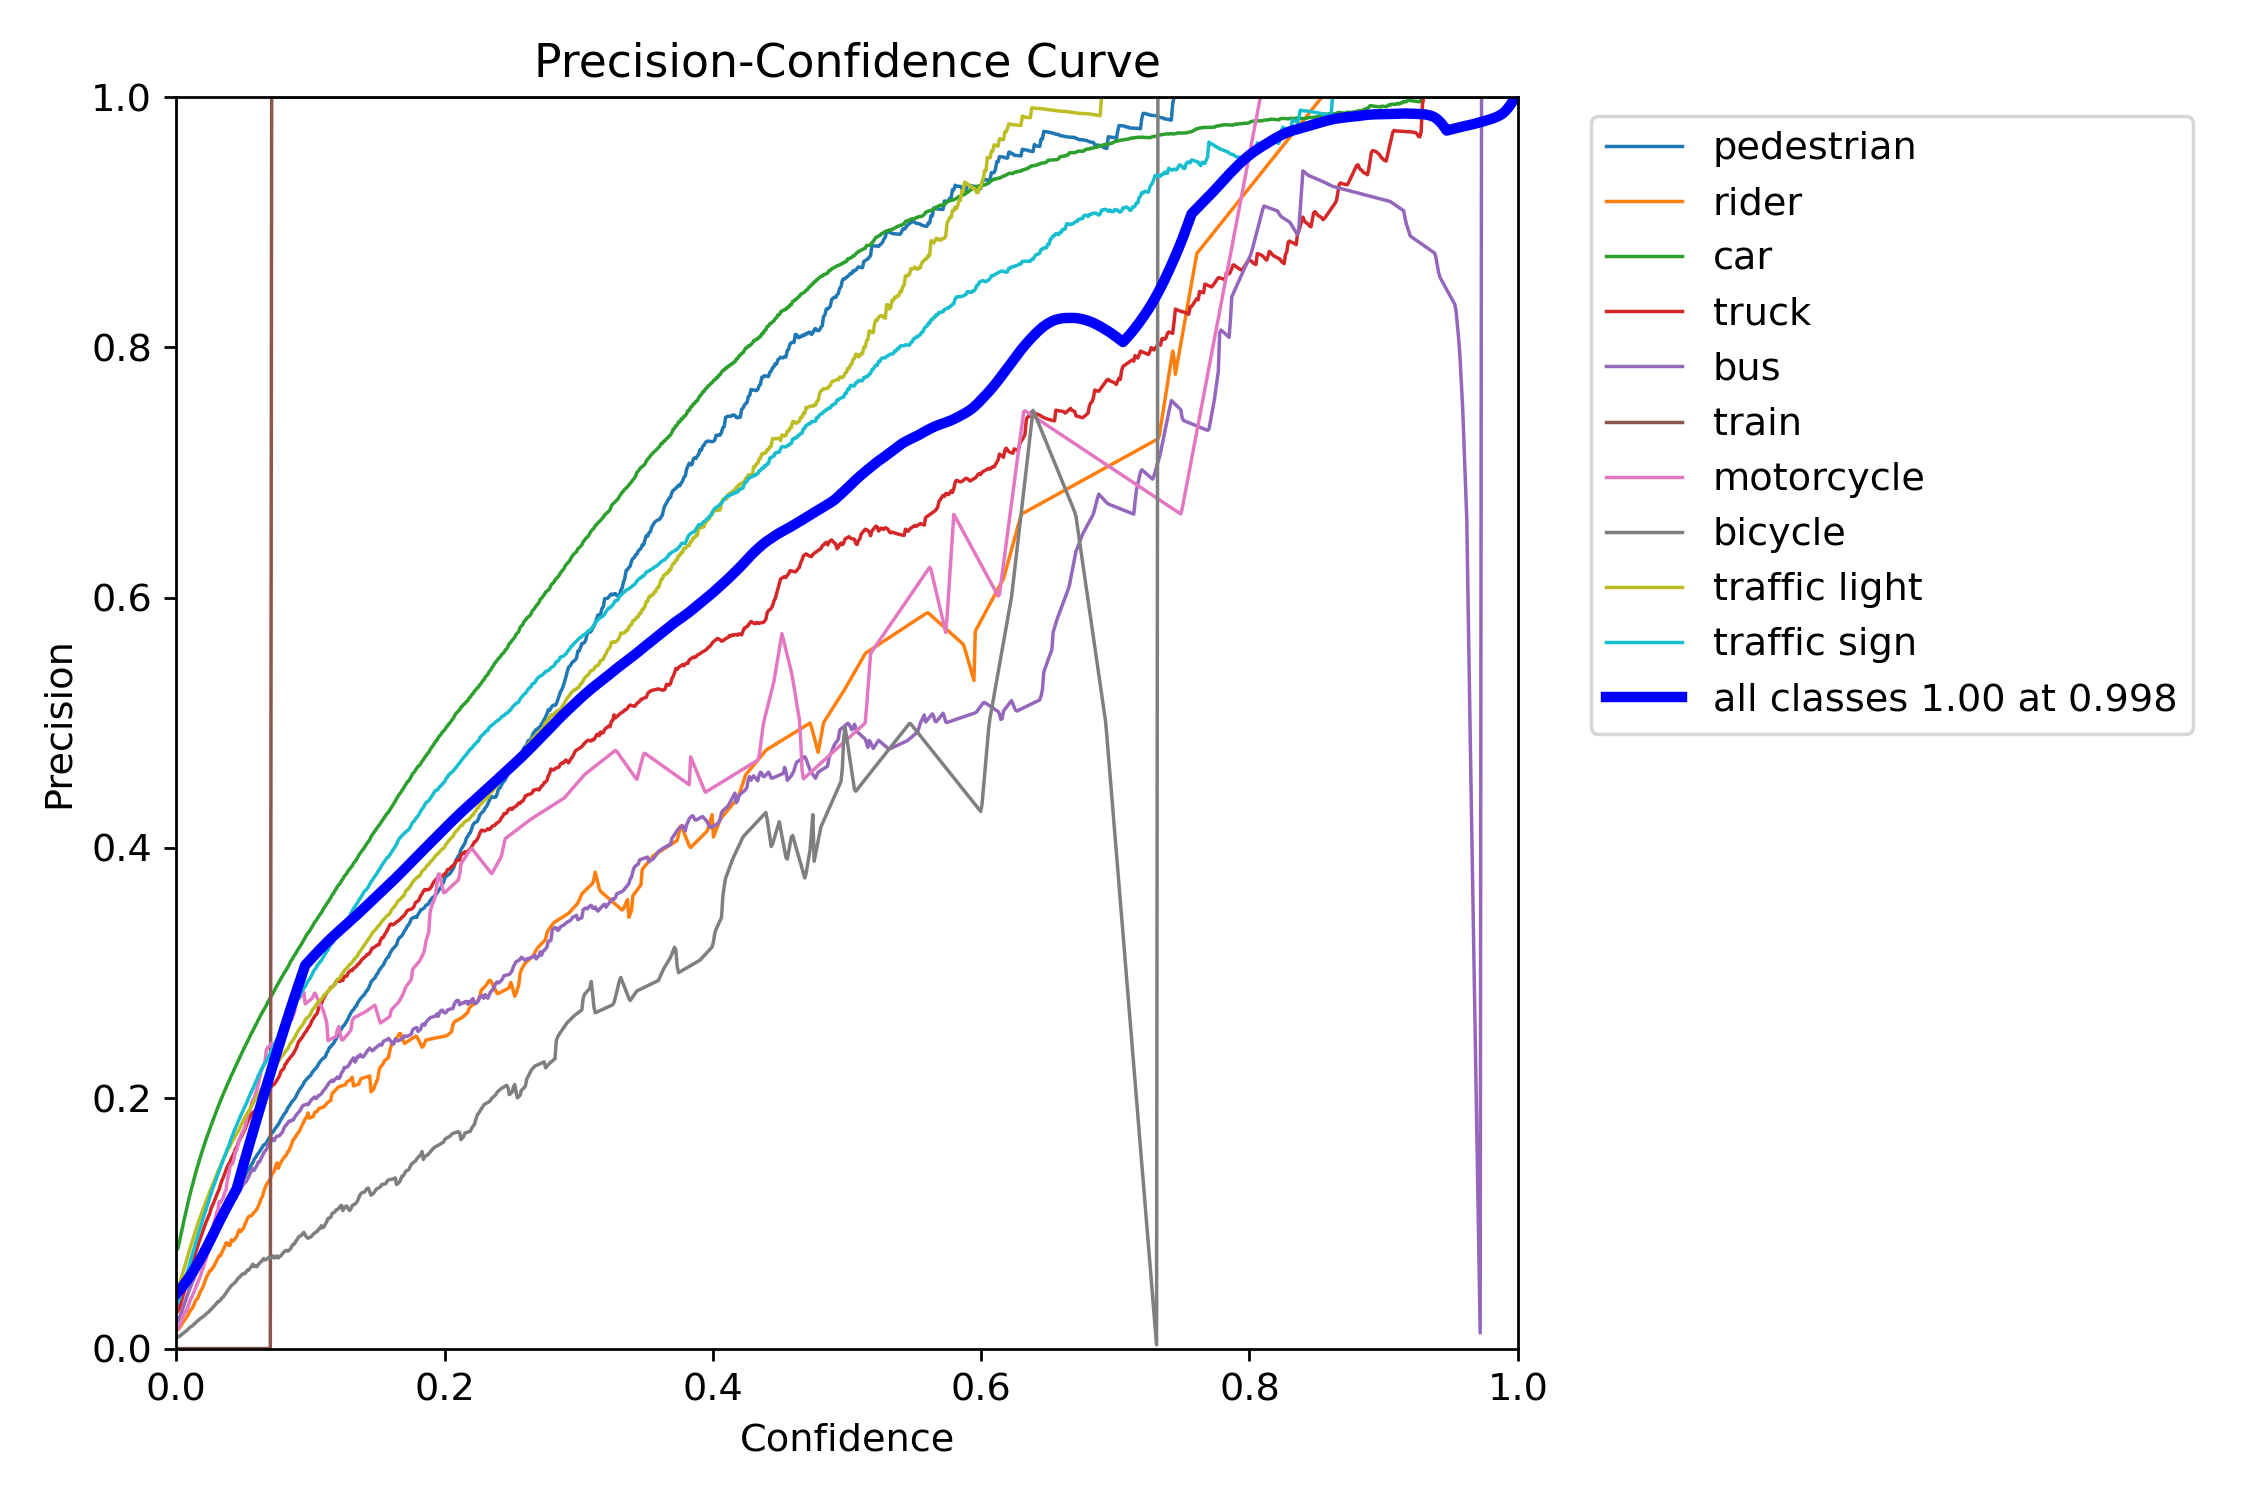 Precision-Confidence Curve
1.0
0.8
0.6
0.4
0.2
0.0
Precision
0.0 0.2 0.4 0.6 0.8 1.0
Confidence
pedestrian
rider
car
truck
bus
train
motorcycle
bicycle
traffic light
traffic sign
all classes 1.00 at 0.998